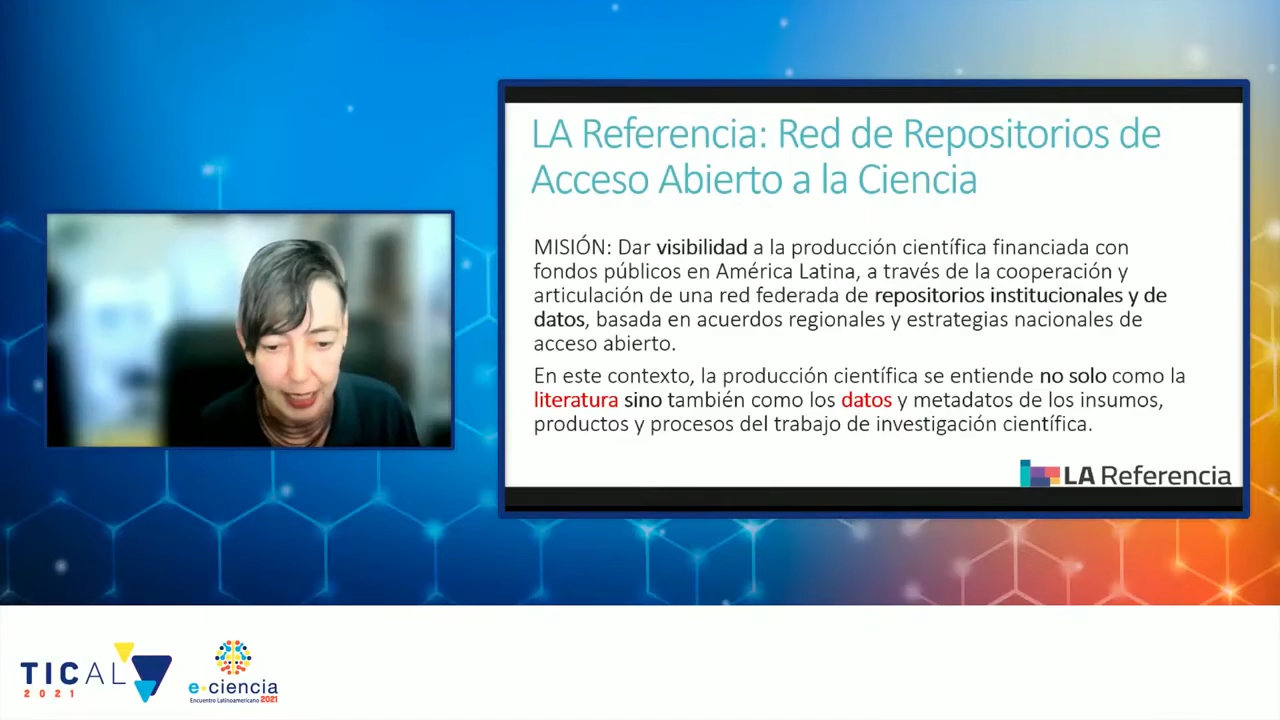 LA Referencia: Red de Repositorios de
Acceso Abierto a la Ciencia
MISIÓN: Dar visibilidad a la producción científica financiada con
fondos públicos en América Latina, a través de la cooperación y
articulación de una red federada de repositorios institucionales y de
datos, basada en acuerdos regionales y estrategias nacionales de
acceso abierto.
En este contexto, la producción científica se entiende no solo como la
literatura sino también como los datos y metadatos de los insumos,
productos y procesos del trabajo de investigación científica.
LA Referencia
TICAL
2021
e-ciencia
Encuentro Latinoamericano 2021